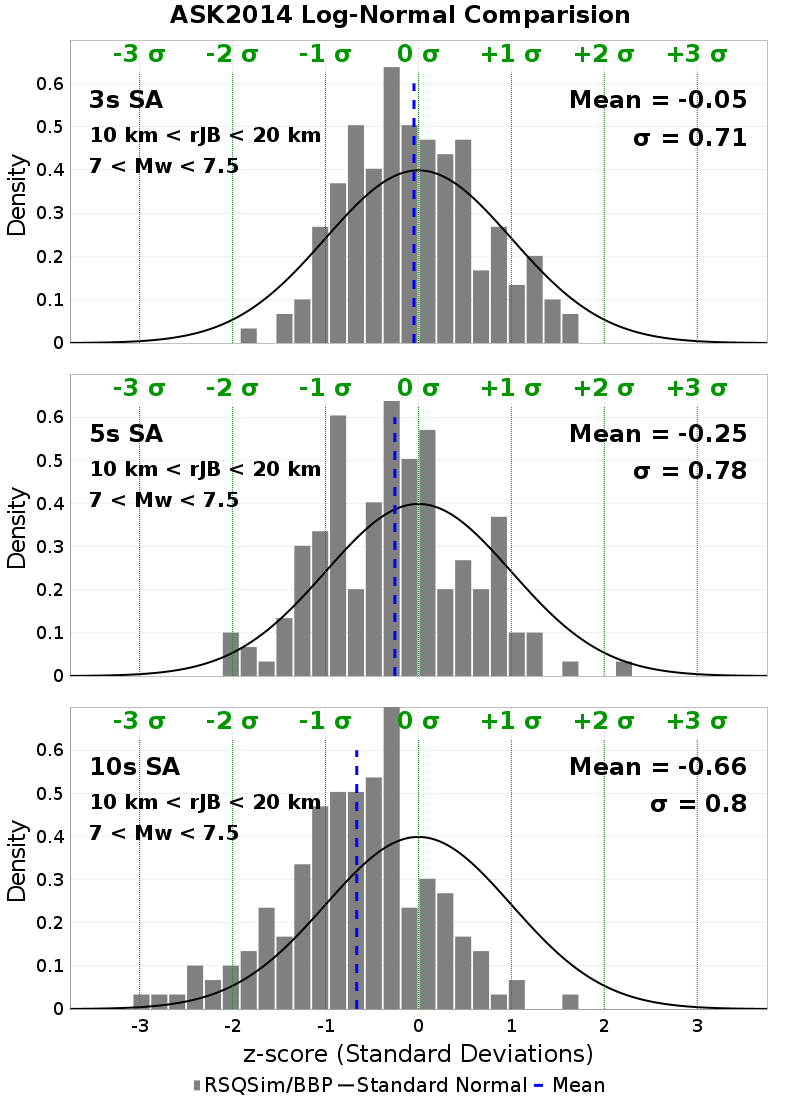 ASK2014 Log-Normal Comparision
-3 σ -2 σ -1 σ 0 σ +1 σ +2 σ +3 σ
3s SA
10 km < rJB < 20 km
7 < Mw < 7.5
Mean = -0.05
σ = 0.71
Density
0.6
0.5
0.4
0.3
0.2
0.1
0
-3 σ -2 σ -1 σ 0 σ +1 σ +2 σ +3 σ
5s SA
10 km < rJB < 20 km
7 < Mw < 7.5
Mean = -0.25
σ = 0.78
Density
0.6
0.5
0.4
0.3
0.2
0.1
0
-3 σ -2 σ -1 σ 0 σ +1 σ +2 σ +3 σ
10s SA
10 km < rJB < 20 km
7 < Mw < 7.5
Mean = -0.66
σ = 0.8
Density
0.6
0.5
0.4
0.3
0.2
0.1
0
-3 -2 -1 0 1 2 3
z-score (Standard Deviations)
RSQSim/BBP Standard Normal Mean